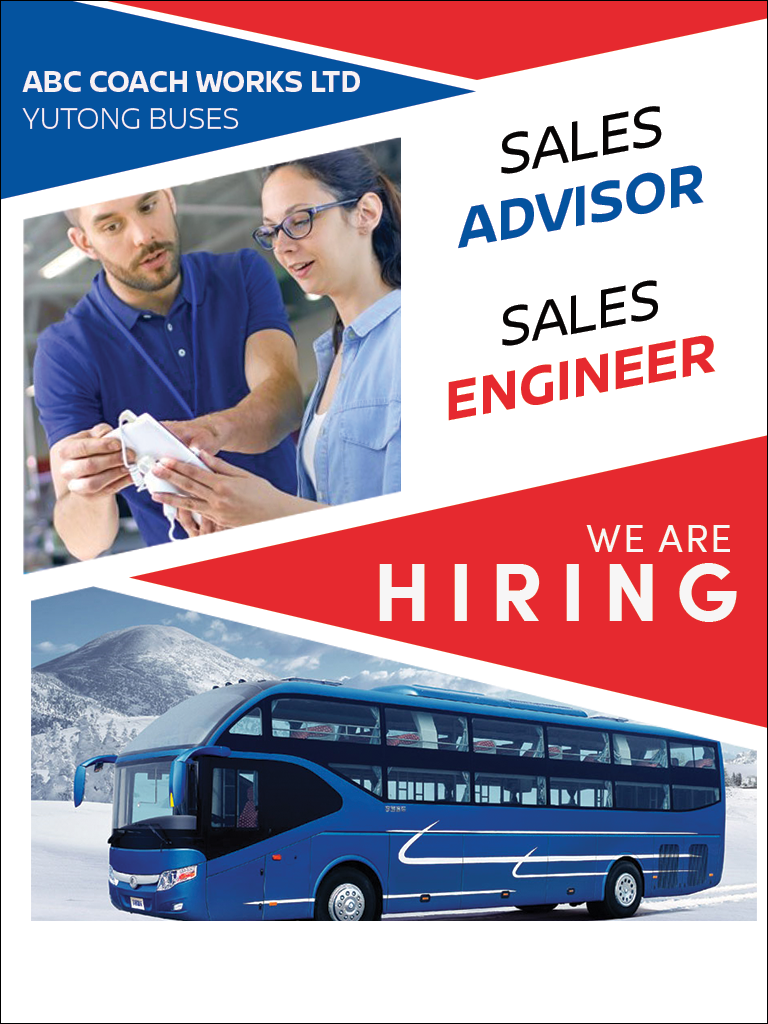 ABC COACH WORKS LTD
YUTONG BUSES
SALES
ADVISOR
SALES
ENGINEER
WE ARE
HIRING